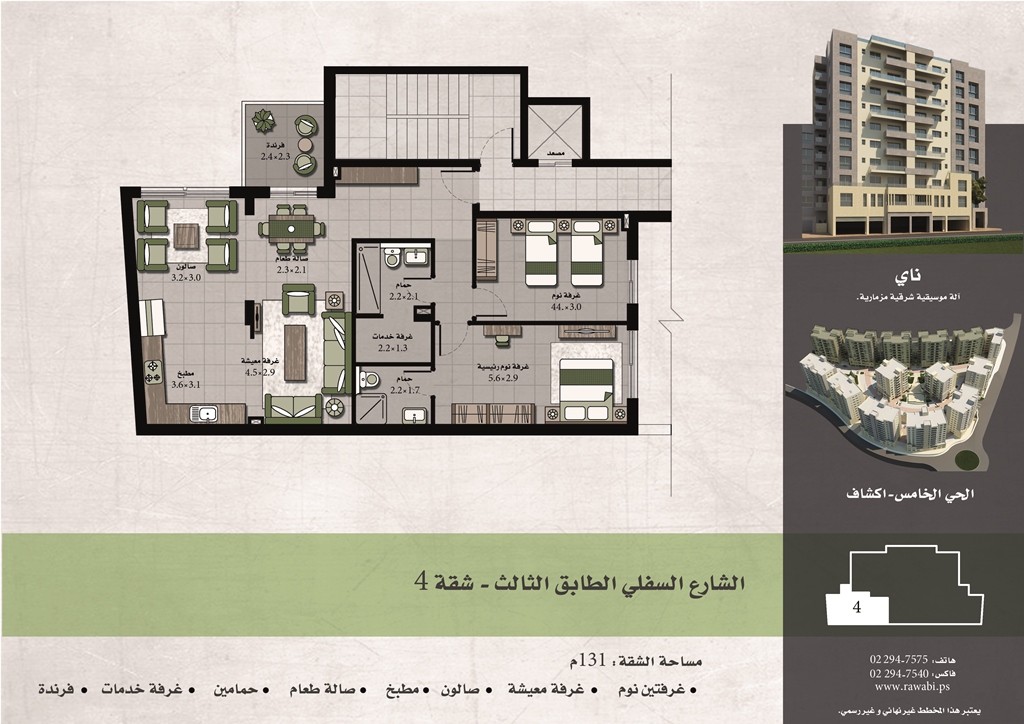 فرندة
2.4×2.3
مصعد
صالون
3.2×3.0
صالة طعام
2.3×2.1
حمام
2.2×2.1
غرفة نوم
44.×3.0
غرفة خدمات
2.2×1.3
غرفة معيشة
4.5×2.9
مطبخ
3.6×3.1
حمام
2.2×1.7
غرفة نوم رئيسية
5.6×2.9
ناي
آلة موسيقية شرقية مزمارية.
الحي الخامس-اكشاف
الشارع السفلي الطابق الثالث - شقة 4
4
مساحة الشقة: 131م
• غرفتين نوم • غرفة معيشة • صالون • مطبخ • صالة طعام • حمامين • غرفة خدمات • فرندة
هاتف: 02 294-7575
فاكس: 02 294-7540
www.rawabi.ps
يعتبر هذا المخطط غير نهائي و غير رسمي.